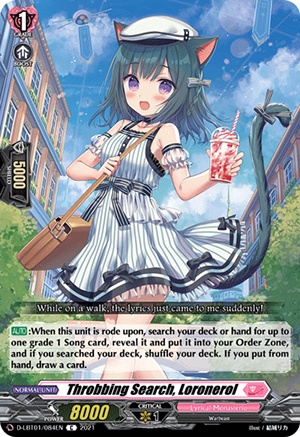 1
GRADE
BOOST
SHIELD
5000
B
While on a walk, the lyrics just came to me suddenly!
AUTO:When this unit is rode upon, search your deck or hand for up to
one grade 1 Song card, reveal it and put it into your Order Zone,
and if you searched your deck, shuffle your deck. If you put from
hand, draw a card.
NORMAL UNIT
Throbbing Search, Loronerol
POWER
8000
CRITICAL
1
Lyrical Monasterio
Werbeast
D-LBT01/084EN C 2021